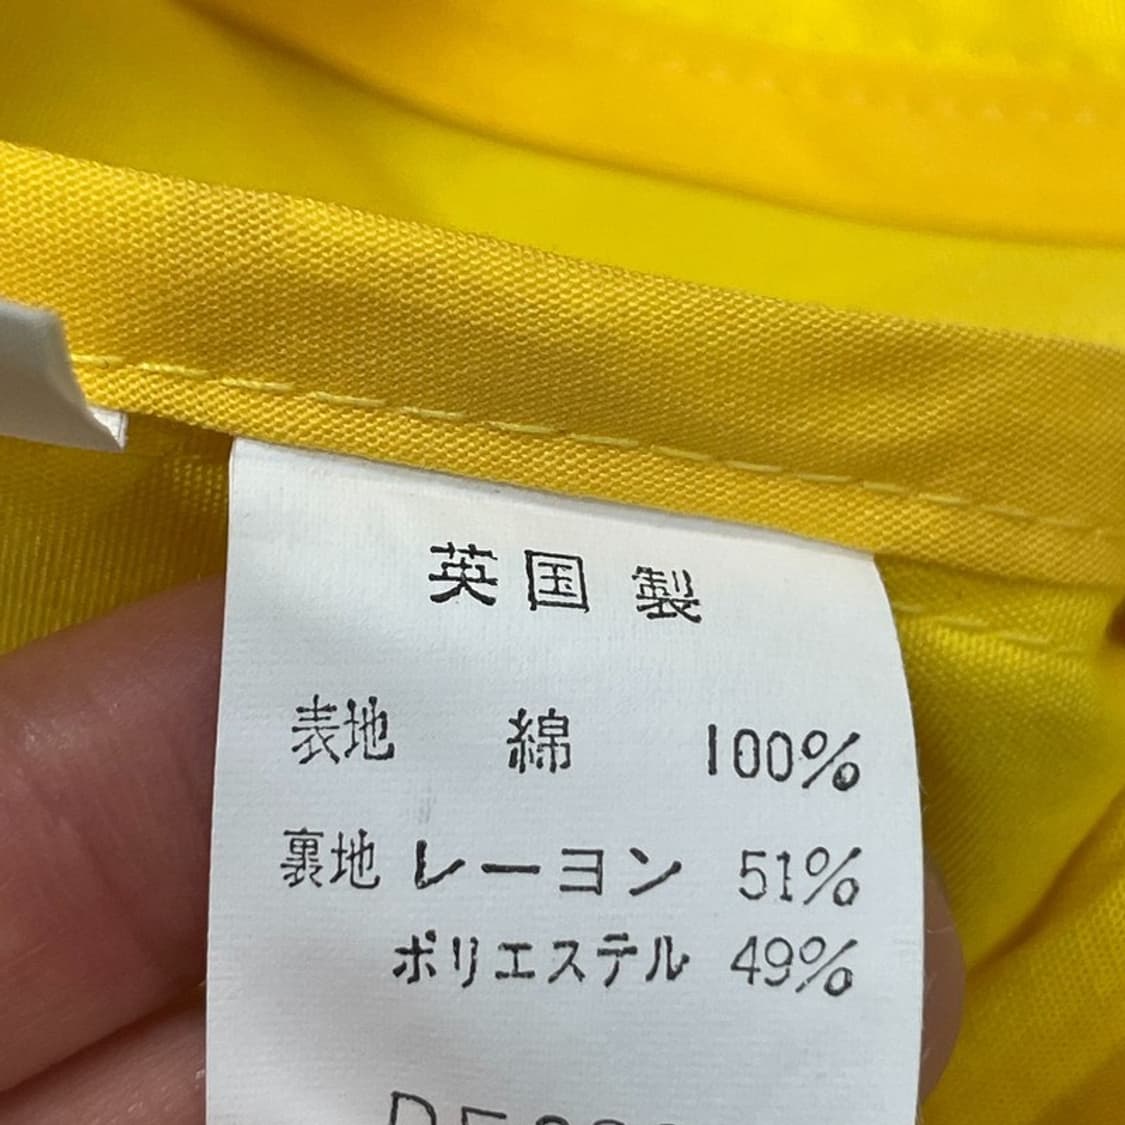 英国製
表地 綿 100%
裏地 レーヨン 51%
ポリエステル 49%